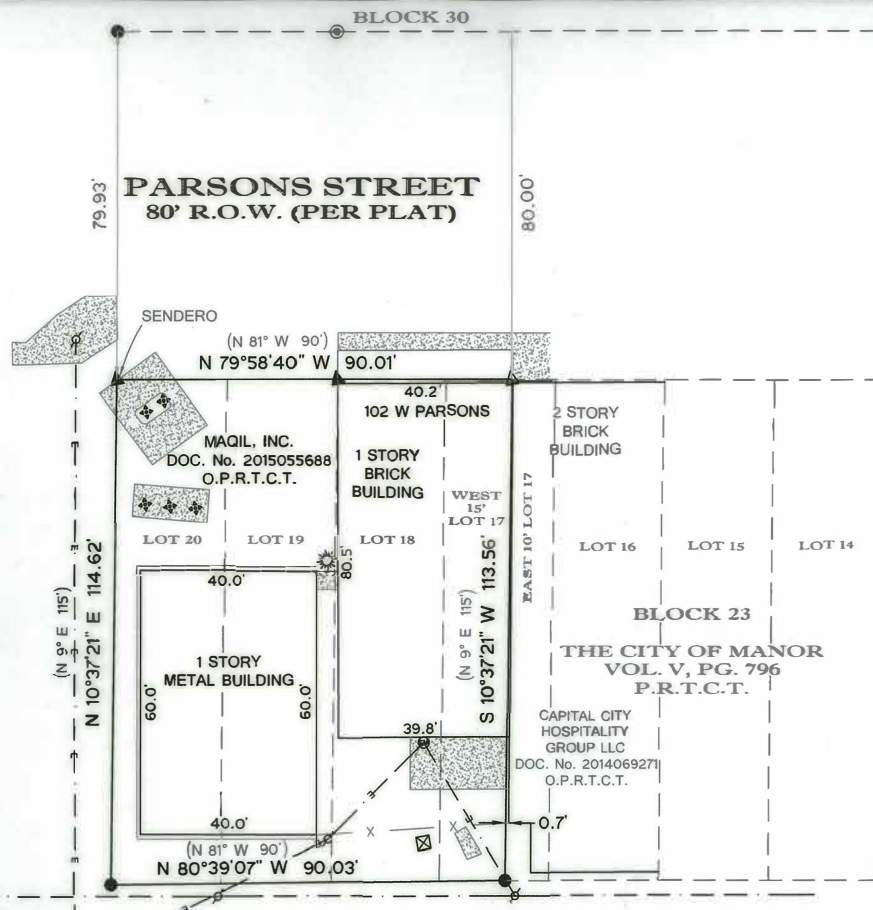 BLOCK 30
79.93'
PARSONS STREET
80' R.O.W. (PER PLAT)
80.00'
SENDERO
(N 81° W 90')
N 79°58'40" W 90.01'
40.2'
102 W PARSONS
2 STORY
BRICK
BUILDING
MAQIL, INC.
DOC. No. 2015055688
O.P.R.T.C.T.
1 STORY
BRICK
BUILDING
WEST
15'
LOT 17
EAST 10' LOT 17
LOT 20
LOT 19
LOT 18
LOT 16
LOT 15
LOT 14
80.5'
(N 9° E 115')
N 10°37'21" E 114.62'
(N 9° E 115')
S 10°37'21" W 113.56'
40.0'
1 STORY
METAL BUILDING
60.0'
60.0'
40.0'
BLOCK 23
THE CITY OF MANOR
VOL. V, PG. 796
P.R.T.C.T.
39.8'
CAPITAL CITY
HOSPITALITY
GROUP LLC
DOC. No. 2014069271
O.P.R.T.C.T.
0.7'
(N 81° W 90')
N 80°39'07" W 90.03'